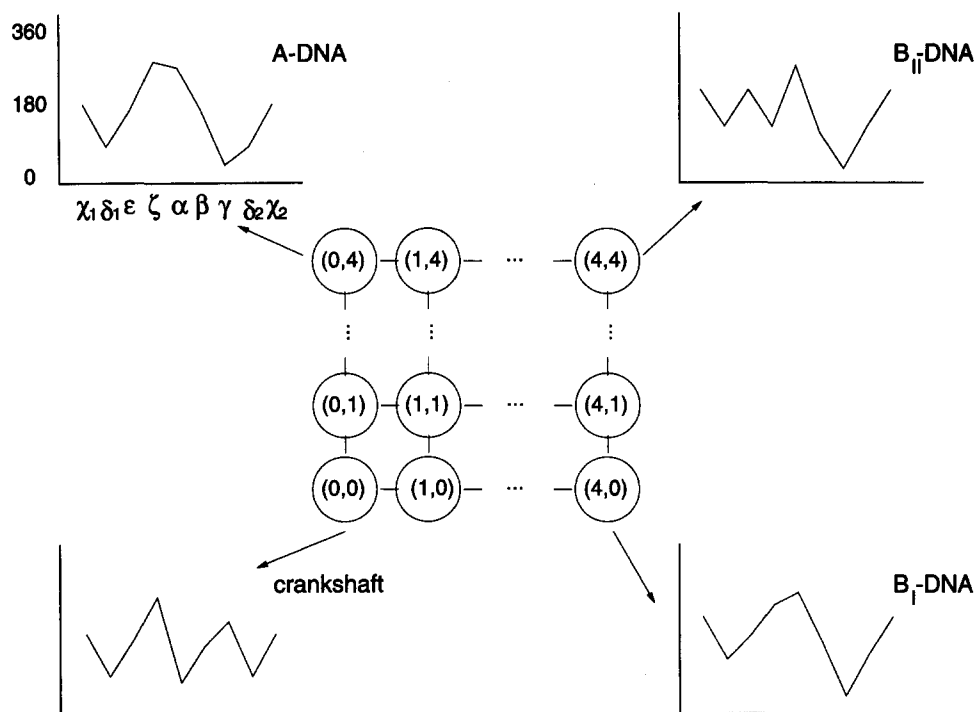 360
A-DNA
B_II-DNA
180
0
χ₁ δ₁ ε ζ α β γ δ₂ χ₂
(0,4) (1,4) ... (4,4)
⋮ ⋮ ⋮
(0,1) (1,1) ... (4,1)
(0,0) (1,0) ... (4,0)
crankshaft
B_I-DNA